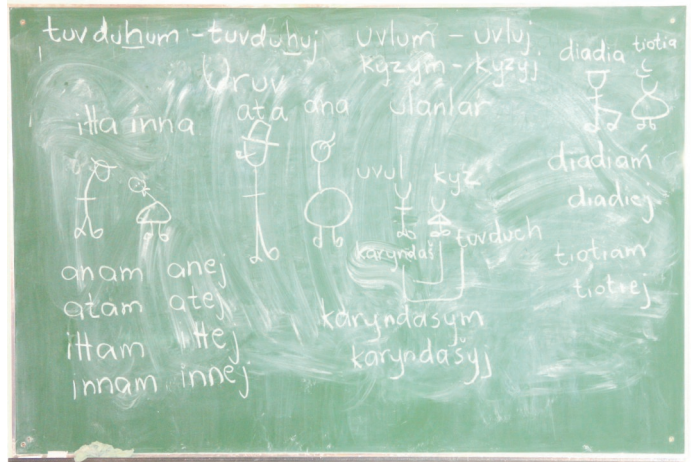 tuvduhum - tuvduhuj
uvlum - uvluj
kyzym - kyzyj
Uruv
ata ana
ulanlar
diadia tiotia
itta inna
uvul kyz
karyndaš tuvduch
diadiam
diadiej
tiotiam
tiotiej
anam anej
atam atej
ittam ittej
innam innej
karyndašym
karyndašyj